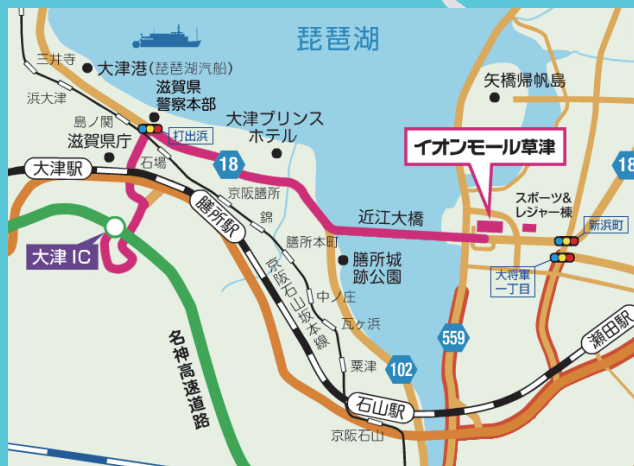 琵琶湖
三井寺
大津港(琵琶湖汽船)
滋賀県
警察本部
浜大津
島ノ関
打出浜
滋賀県庁
石場
大津駅
大津プリンス
ホテル
18
矢橋帰帆島
イオンモール草津
スポーツ&
レジャー棟
18
新浜町
大将軍
一丁目
近江大橋
京阪膳所
錦
膳所駅
膳所本町
膳所城
跡公園
大津IC
京阪石山坂本線
中ノ庄
瓦ヶ浜
粟津
559
瀬田駅
102
名神高速道路
石山駅
京阪石山